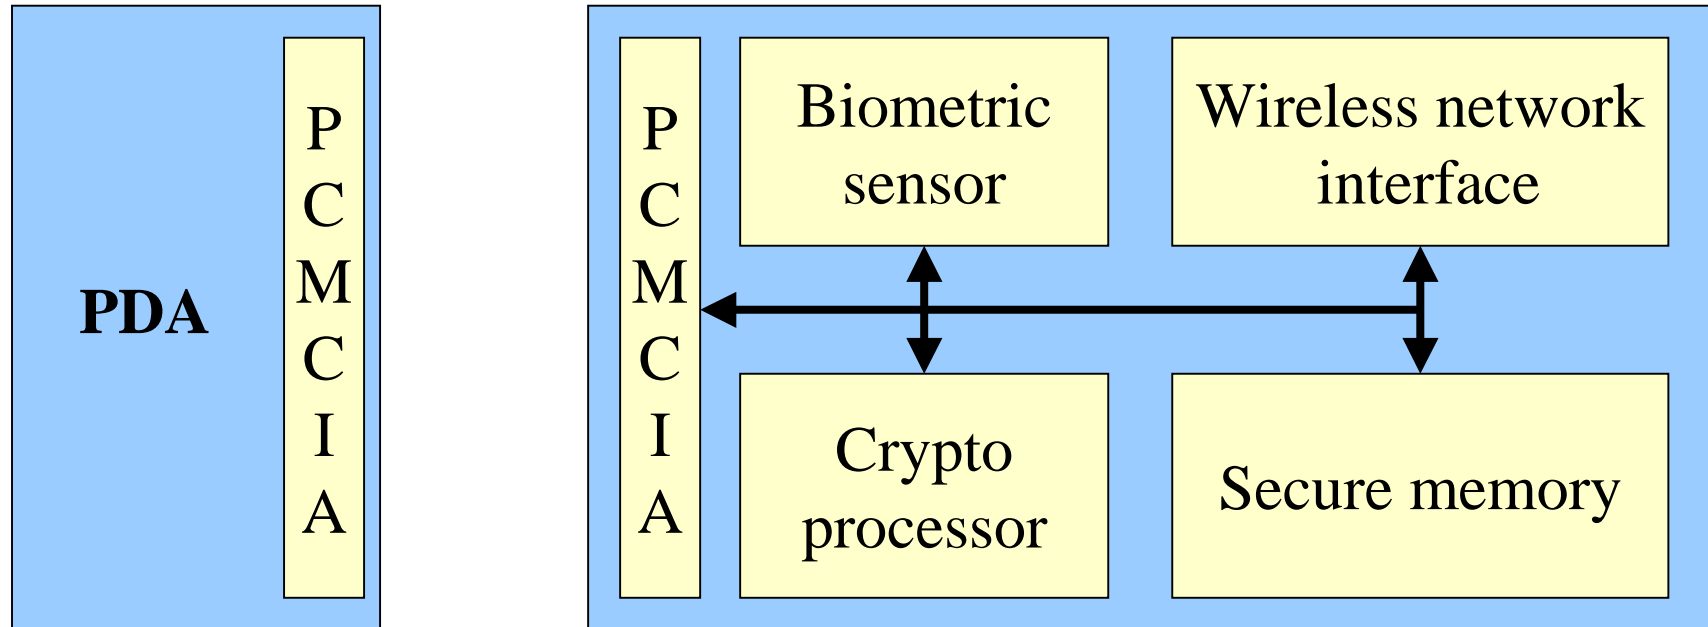 PDA
P
C
M
C
I
A
P
C
M
C
I
A
Biometric
sensor
Wireless network
interface
Crypto
processor
Secure memory